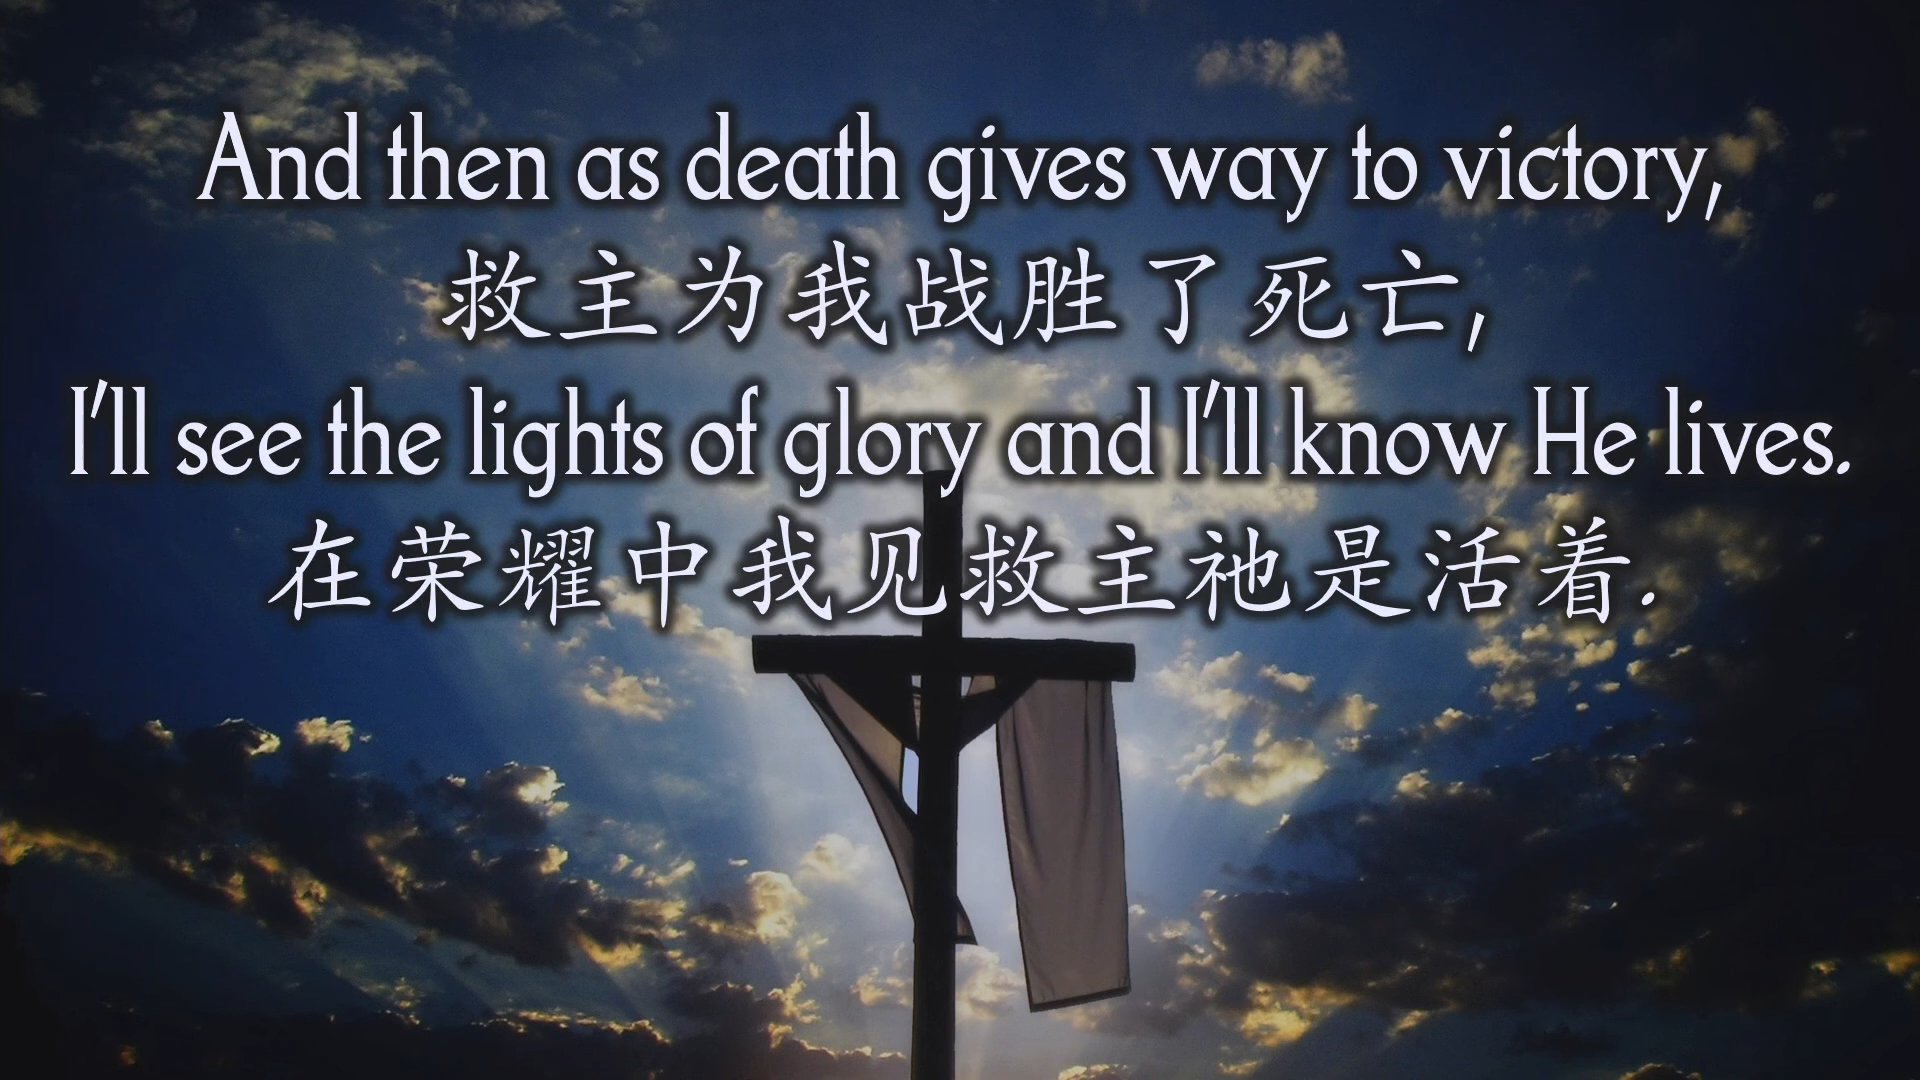 And then as death gives way to victory,
救主为我战胜了死亡,
I'll see the lights of glory and I'll know He lives.
在荣耀中我见救主祂是活着.